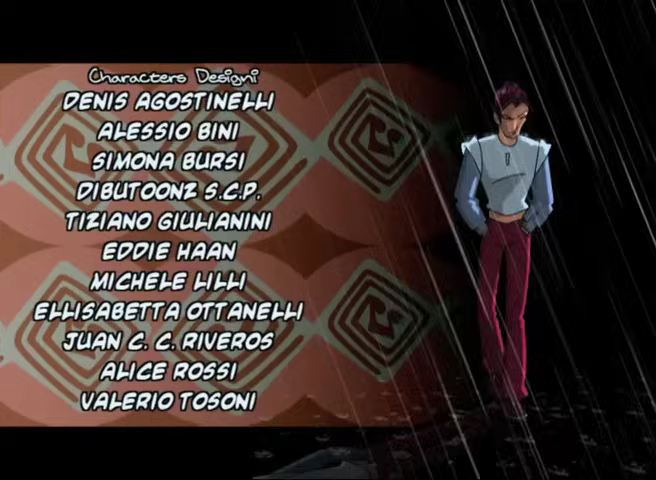 Characters Designi
DENIS AGOSTINELLI
ALESSIO BINI
SIMONA BURSI
DIBUTOONZ S.C.P.
TIZIANO GIULIANINI
EDDIE HAAN
MICHELE LILLI
ELLISABETTA OTTANELLI
JUAN C. C. RIVEROS
ALICE ROSSI
VALERIO TOSONI